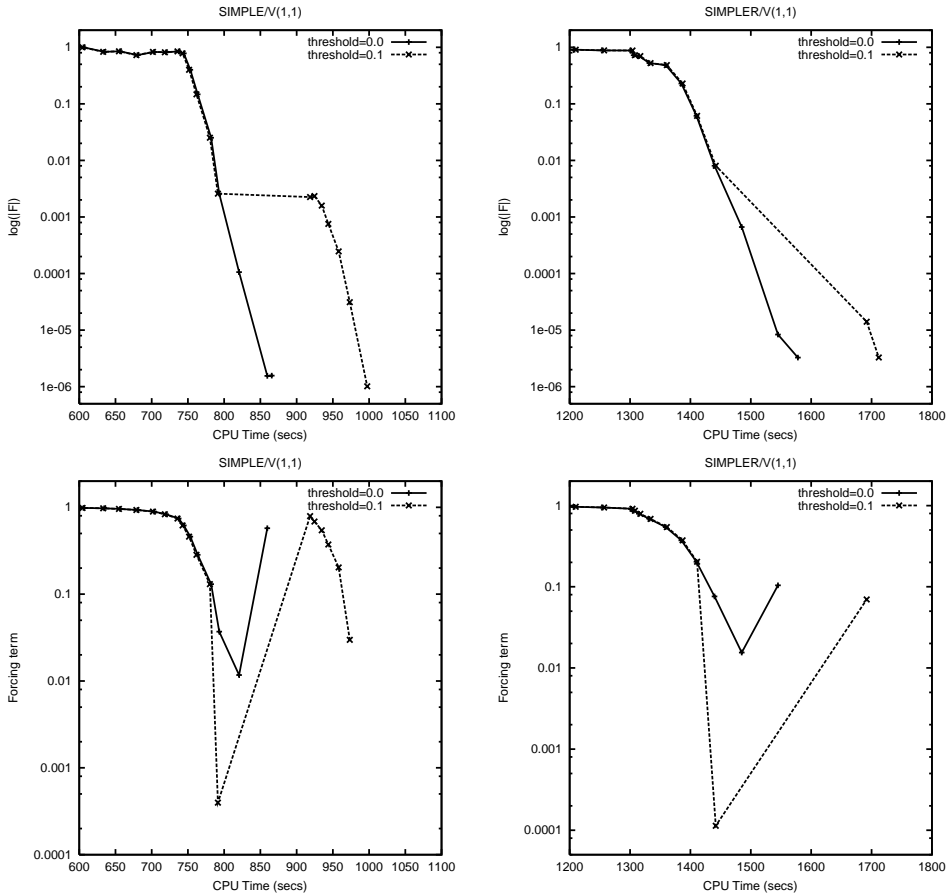 SIMPLE/V(1,1)
threshold=0.0
threshold=0.1
log(|F|)
1
0.1
0.01
0.001
0.0001
1e-05
1e-06
600 650 700 750 800 850 900 950 1000 1050 1100
CPU Time (secs)
SIMPLER/V(1,1)
threshold=0.0
threshold=0.1
log(|F|)
1
0.1
0.01
0.001
0.0001
1e-05
1e-06
1200 1300 1400 1500 1600 1700 1800
CPU Time (secs)
SIMPLE/V(1,1)
threshold=0.0
threshold=0.1
Forcing term
1
0.1
0.01
0.001
0.0001
600 650 700 750 800 850 900 950 1000 1050 1100
CPU Time (secs)
SIMPLER/V(1,1)
threshold=0.0
threshold=0.1
Forcing term
1
0.1
0.01
0.001
0.0001
1200 1300 1400 1500 1600 1700 1800
CPU Time (secs)